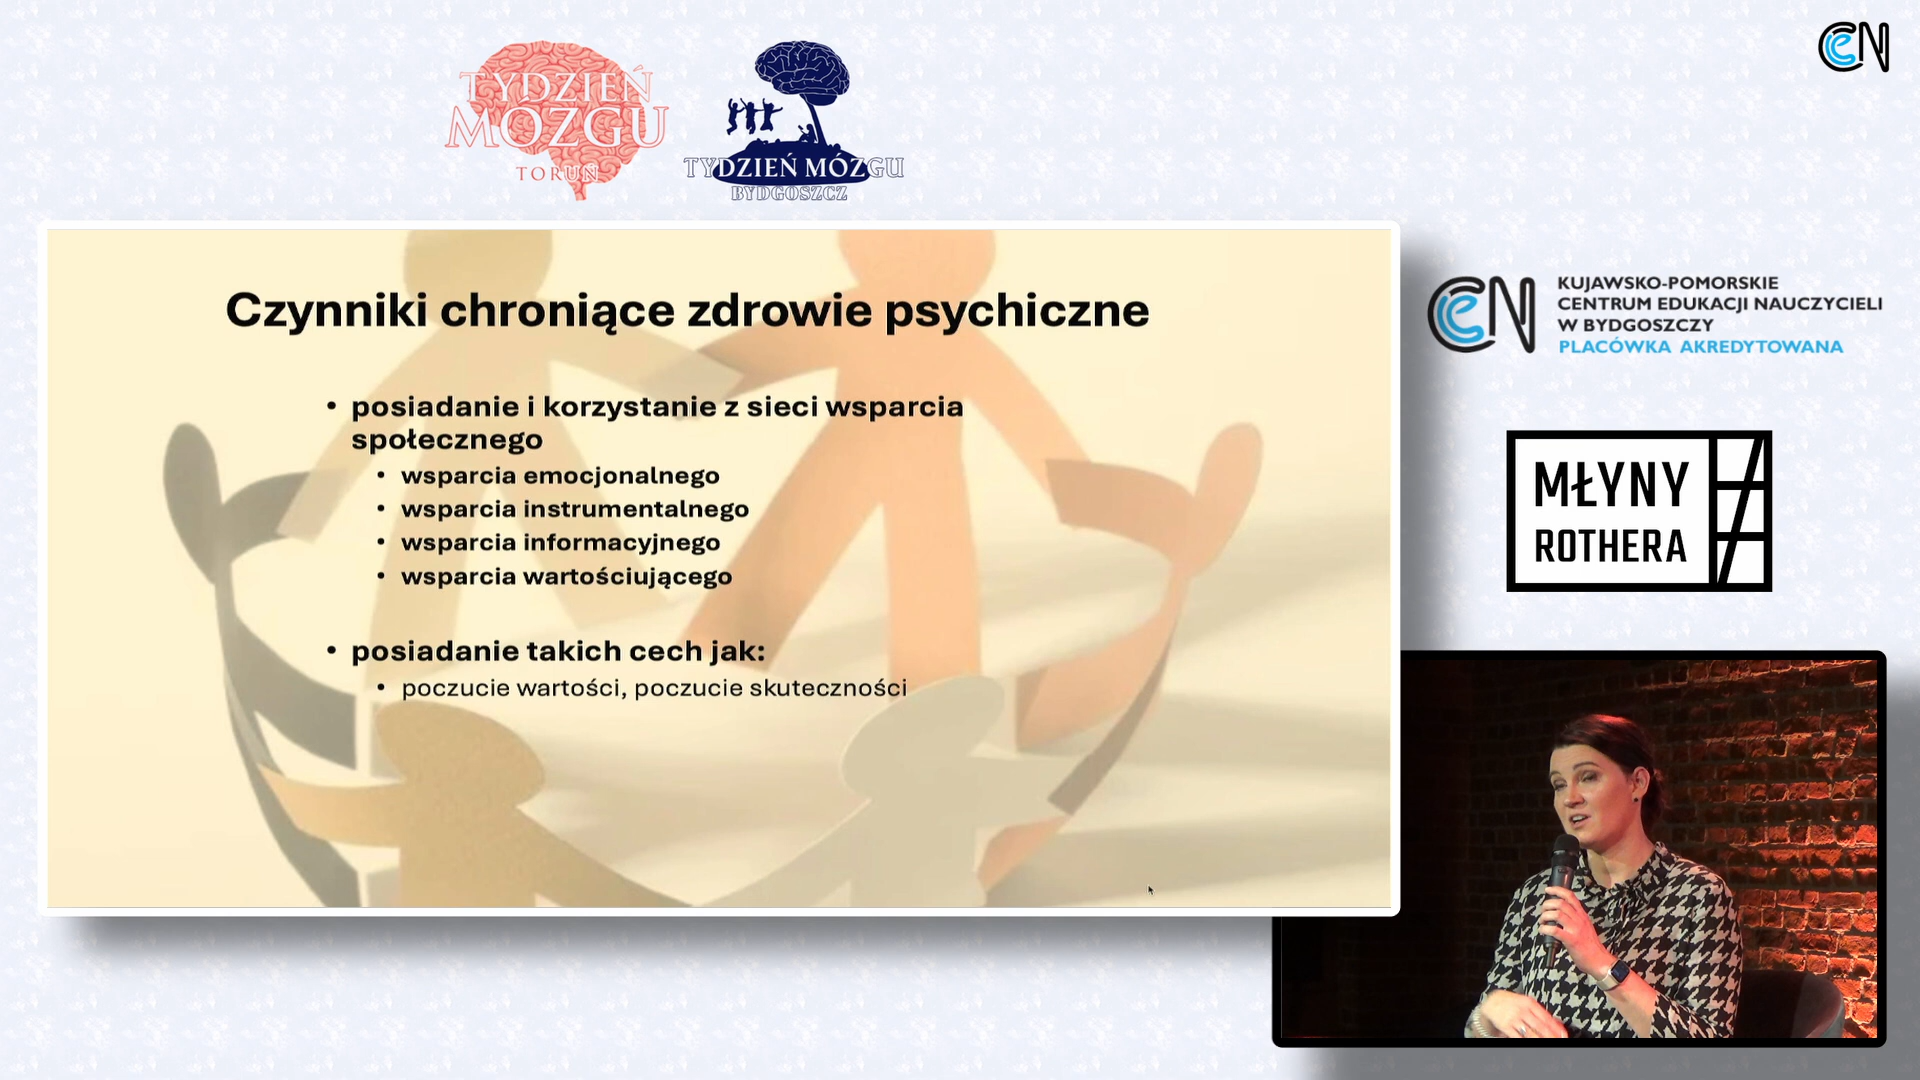 TYDZIEŃ
MÓZGU
TORUŃ
TYDZIEŃ MÓZGU
BYDGOSZCZ
CEN
Czynniki chroniące zdrowie psychiczne
• posiadanie i korzystanie z sieci wsparcia
społecznego
• wsparcia emocjonalnego
• wsparcia instrumentalnego
• wsparcia informacyjnego
• wsparcia wartościującego
• posiadanie takich cech jak:
• poczucie wartości, poczucie skuteczności
CEN
KUJAWSKO-POMORSKIE
CENTRUM EDUKACJI NAUCZYCIELI
W BYDGOSZCZY
PLACÓWKA AKREDYTOWANA
MŁYNY
ROTHERA